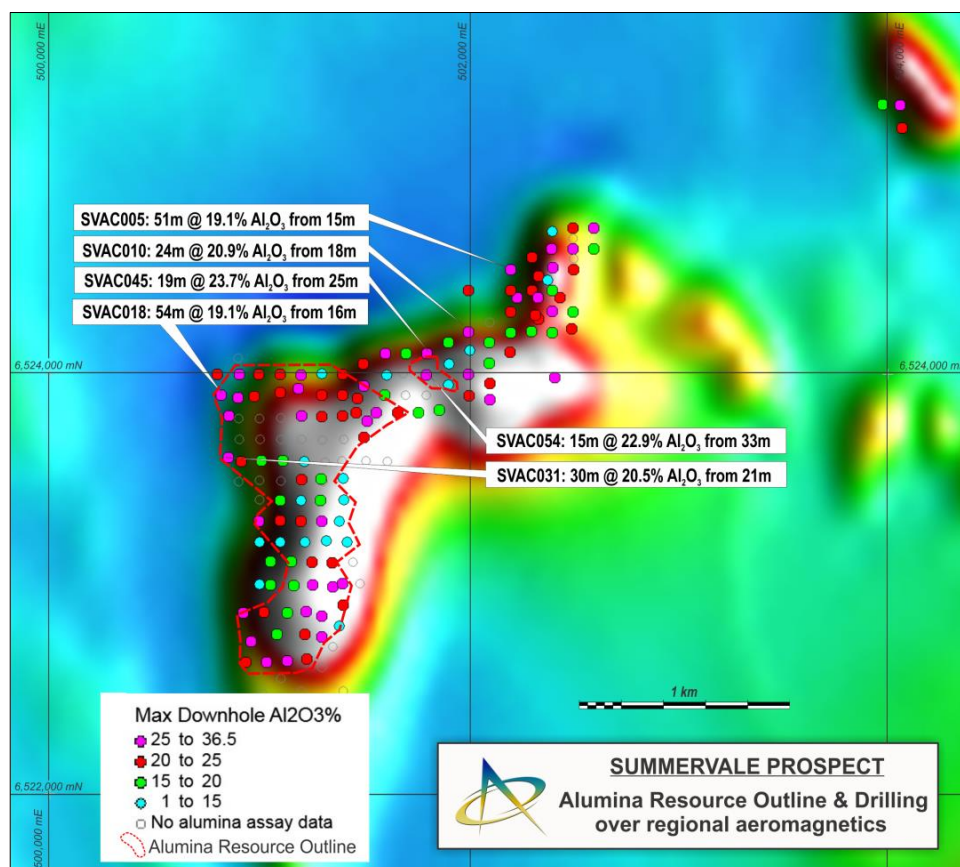 500,000 mE
502,000 mE
SVAC005: 51m @ 19.1% Al₂O₃ from 15m
SVAC010: 24m @ 20.9% Al₂O₃ from 18m
SVAC045: 19m @ 23.7% Al₂O₃ from 25m
SVAC018: 54m @ 19.1% Al₂O₃ from 16m
6,524,000 mN
6,524,000 mN
SVAC054: 15m @ 22.9% Al₂O₃ from 33m
SVAC031: 30m @ 20.5% Al₂O₃ from 21m
1 km
Max Downhole Al2O3%
25 to 36.5
20 to 25
15 to 20
1 to 15
No alumina assay data
Alumina Resource Outline
SUMMERVALE PROSPECT
Alumina Resource Outline & Drilling
over regional aeromagnetics
6,522,000 mN
500,000 mE